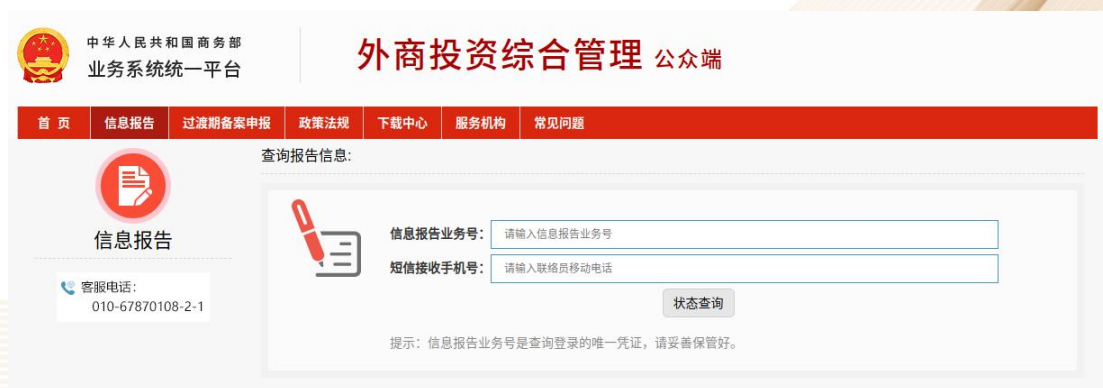 中华人民共和国商务部
业务系统统一平台
外商投资综合管理 公众端
首 页 信息报告 过渡期备案申报 政策法规 下载中心 服务机构 常见问题
信息报告
客服电话：
010-67870108-2-1
查询报告信息:
信息报告业务号： 请输入信息报告业务号
短信接收手机号： 请输入联络员移动电话
状态查询
提示：信息报告业务号是查询登录的唯一凭证，请妥善保管好。